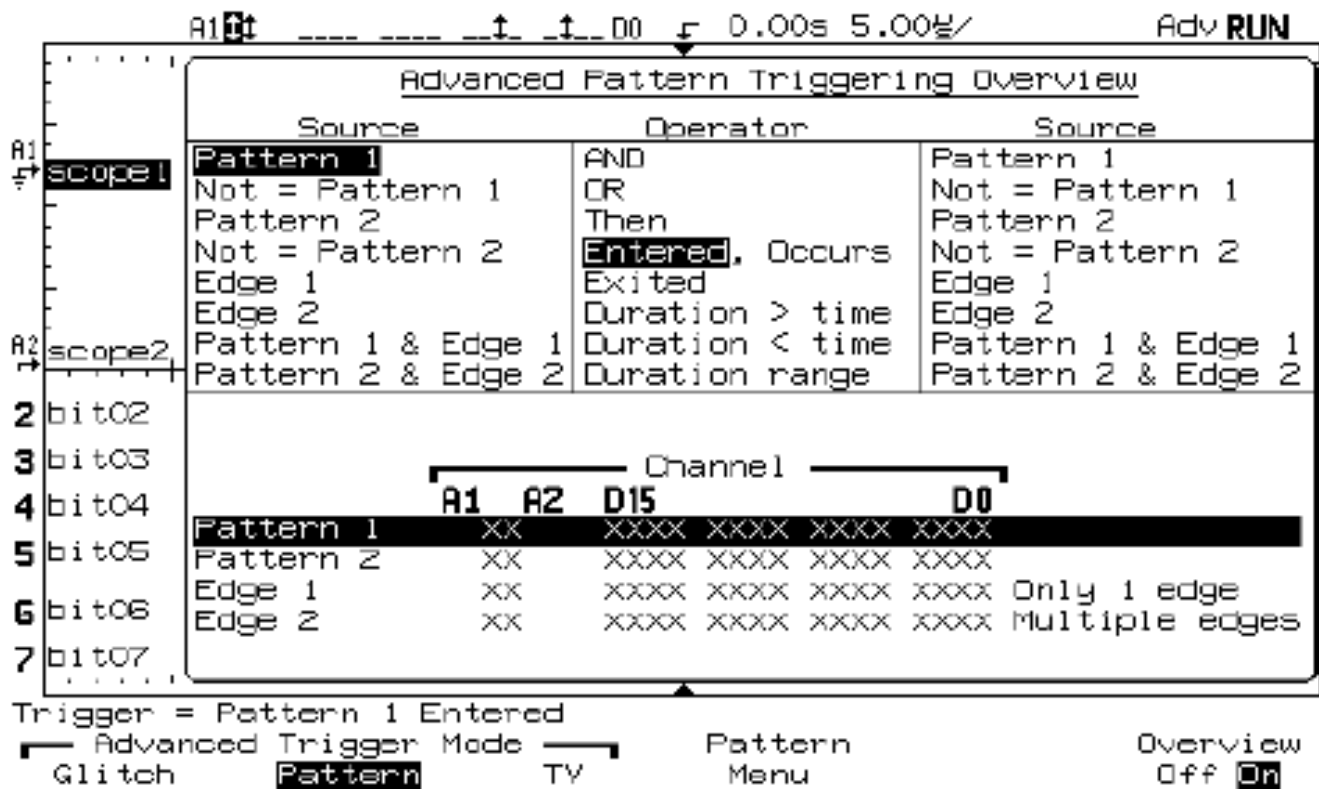 A1 ---- ---- --↥- -↥-- D0 0.00s 5.00㎲/ Adv RUN
Advanced Pattern Triggering Overview
Source Operator Source
A1 scope1
Pattern 1 AND Pattern 1
Not = Pattern 1 OR Not = Pattern 1
Pattern 2 Then Pattern 2
Not = Pattern 2 Entered, Occurs Not = Pattern 2
Edge 1 Exited Edge 1
Edge 2 Duration > time Edge 2
A2 scope2
Pattern 1 & Edge 1 Duration < time Pattern 1 & Edge 1
Pattern 2 & Edge 2 Duration range Pattern 2 & Edge 2
2 bit02
3 bit03
4 bit04
5 bit05
6 bit06
7 bit07
Channel
A1 A2 D15 D0
Pattern 1 XX XXXX XXXX XXXX XXXX
Pattern 2 XX XXXX XXXX XXXX XXXX
Edge 1 XX XXXX XXXX XXXX XXXX Only 1 edge
Edge 2 XX XXXX XXXX XXXX XXXX Multiple edges
Trigger = Pattern 1 Entered
Advanced Trigger Mode Pattern Overview
Glitch Pattern TV Menu Off On